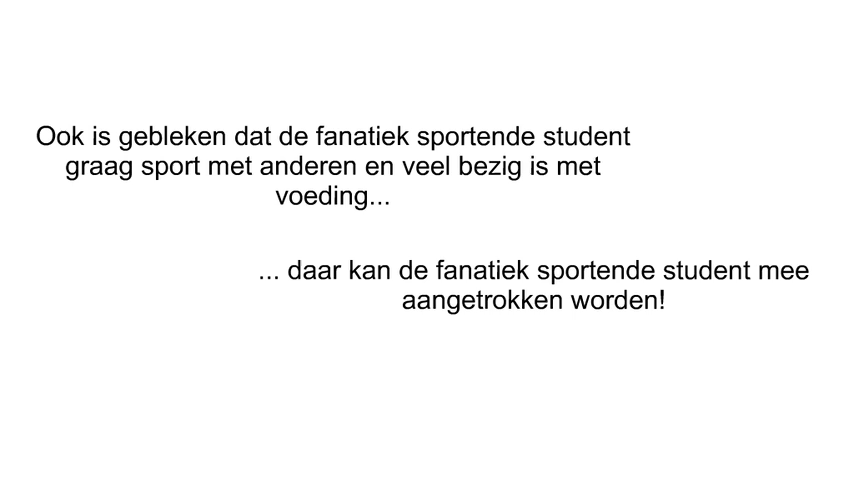 Ook is gebleken dat de fanatiek sportende student
graag sport met anderen en veel bezig is met
voeding...
... daar kan de fanatiek sportende student mee
aangetrokken worden!